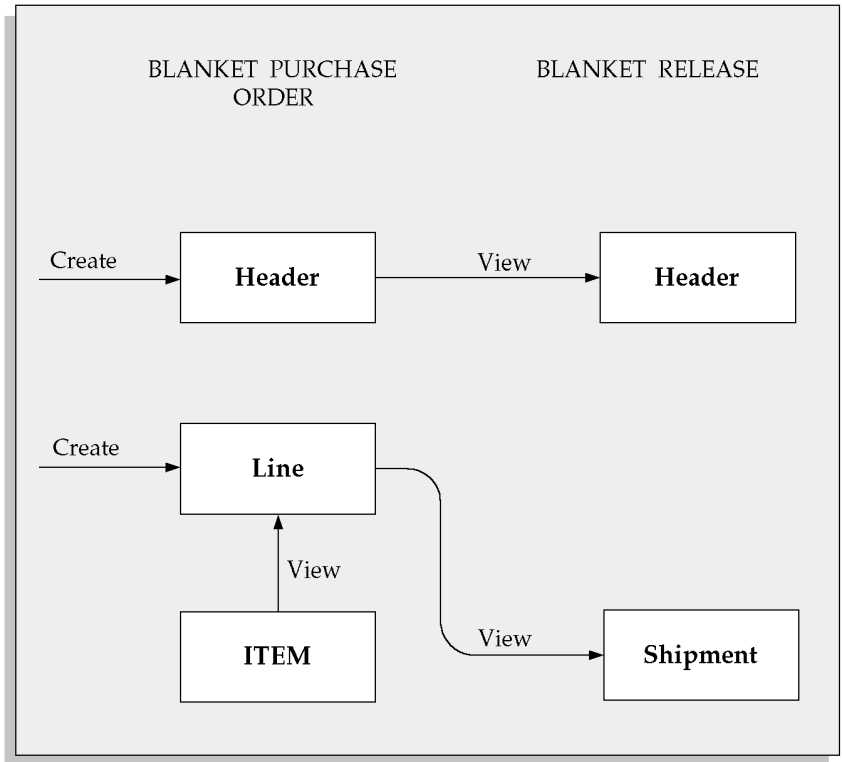 BLANKET PURCHASE
ORDER
BLANKET RELEASE
Create
Header
View
Header
Create
Line
View
ITEM
View
Shipment